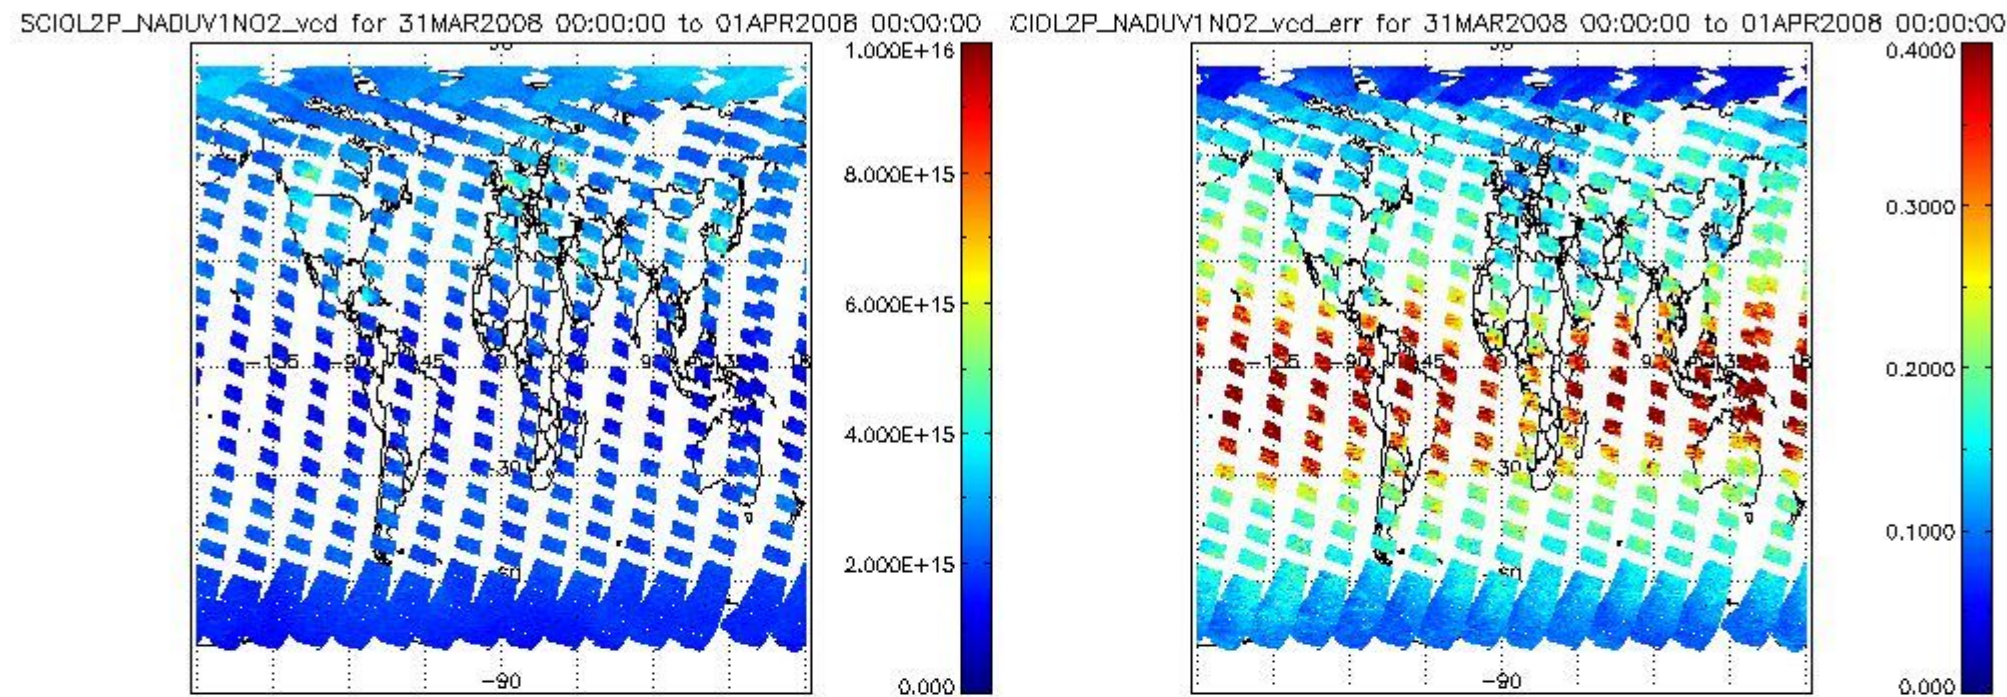 SCIOL2P_NADUV1NO2_vcd for 31MAR2008 00:00:00 to 01APR2008 00:00:00
CIOL2P_NADUV1NO2_vcd_err for 31MAR2008 00:00:00 to 01APR2008 00:00:00
1.000E+16
8.000E+15
6.000E+15
4.000E+15
2.000E+15
0.000
-90
0.4000
0.3000
0.2000
0.1000
0.000
-90